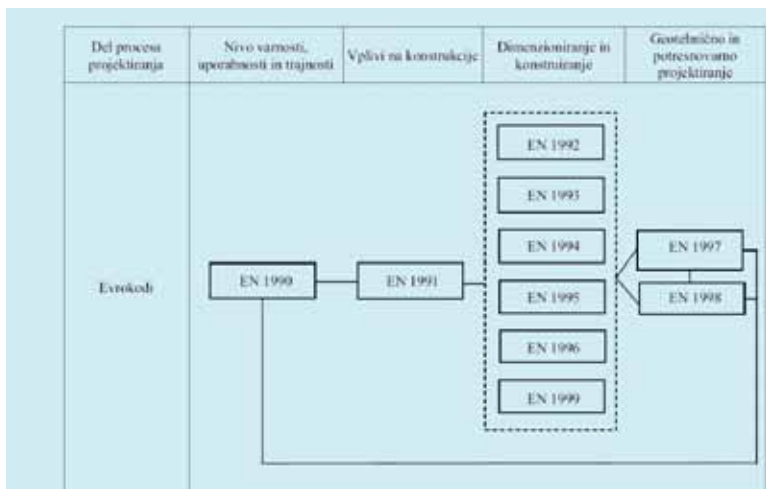 Del procesa
projektiranja
Nivo varnosti,
uporabnosti in trajnosti
Vplivi na konstrukcije
Dimenzioniranje in
konstruiranje
Geotehnično in
potresnovarno
projektiranje
Evrokodi
EN 1990
EN 1991
EN 1992
EN 1993
EN 1994
EN 1995
EN 1996
EN 1999
EN 1997
EN 1998